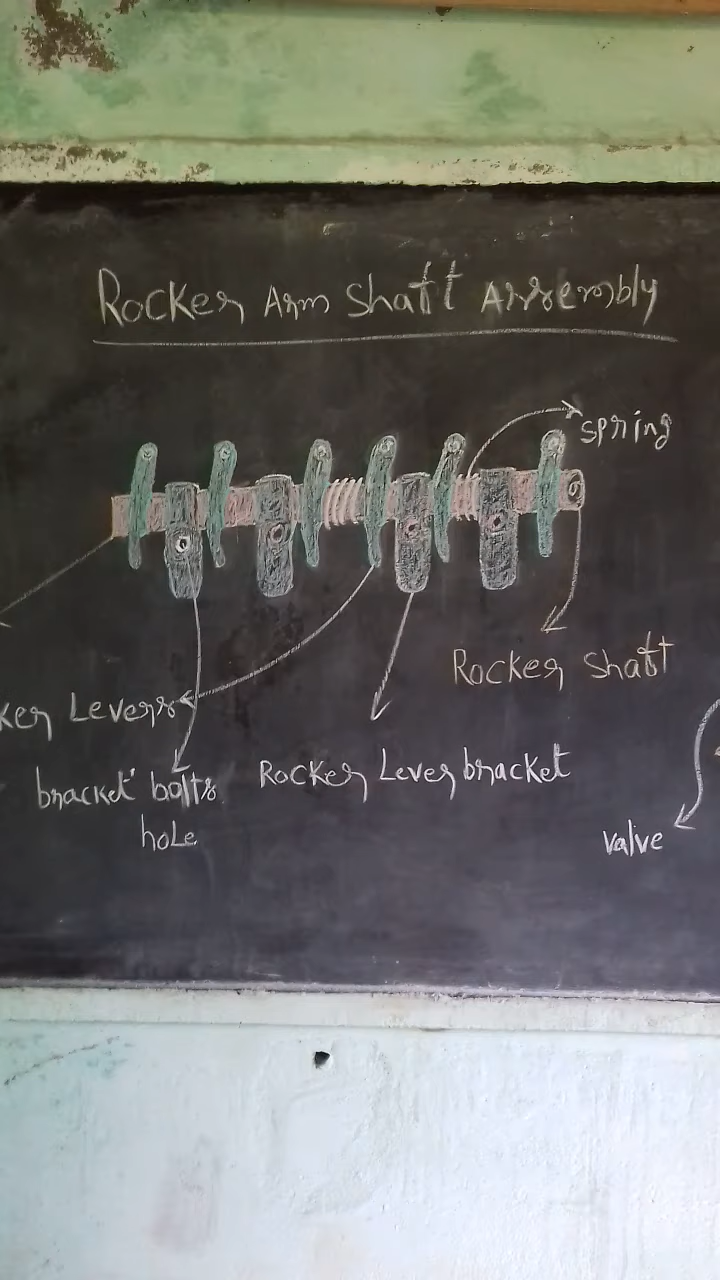 Rocker Arm Shaft Assembly
spring
Rocker Shaft
ker Levers
Rocker Lever bracket
bracket bolts
hole
valve